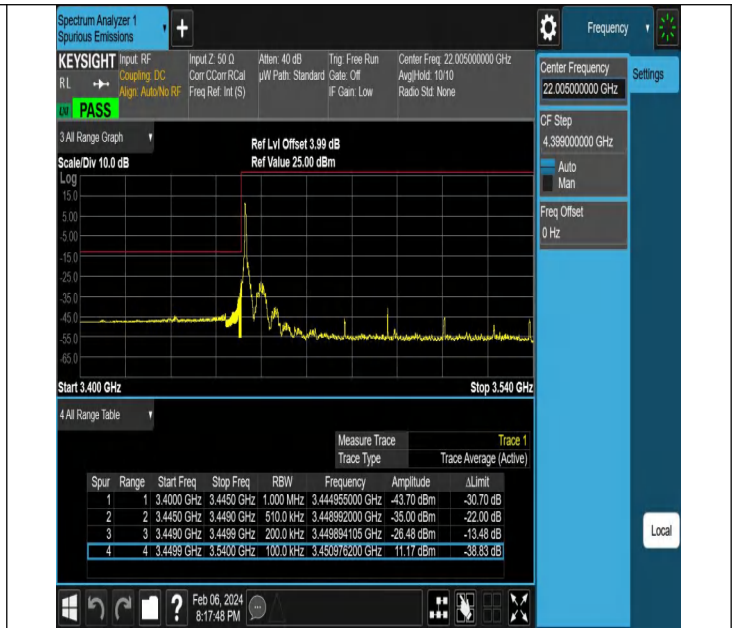 Spectrum Analyzer 1
Spurious Emissions
+
Frequency
KEYSIGHT Input: RF Input Z: 50 Ω Atten: 40 dB Trig: Free Run Center Freq: 22.005000000 GHz
RL Coupling: DC Corr CCorr RCal µW Path: Standard Gate: Off Avg|Hold: 10/10
Align: Auto/No RF Freq Ref: Int (S) IF Gain: Low Radio Std: None
PASS
Center Frequency
22.005000000 GHz
Settings
CF Step
4.399000000 GHz
Auto
Man
Freq Offset
0 Hz
3 All Range Graph
Ref Lvl Offset 3.99 dB
Scale/Div 10.0 dB Ref Value 25.00 dBm
Log
15.0
5.00
-5.00
-15.0
-25.0
-35.0
-45.0
-55.0
-65.0
Start 3.400 GHz Stop 3.540 GHz
4 All Range Table
Measure Trace Trace 1
Trace Type Trace Average (Active)
Spur Range Start Freq Stop Freq RBW Frequency Amplitude ΔLimit
1 1 3.4000 GHz 3.4450 GHz 1.000 MHz 3.444955000 GHz -43.70 dBm -30.70 dB
2 2 3.4450 GHz 3.4490 GHz 510.0 kHz 3.448992000 GHz -35.00 dBm -22.00 dB
3 3 3.4490 GHz 3.4499 GHz 200.0 kHz 3.449894105 GHz -26.48 dBm -13.48 dB
4 4 3.4499 GHz 3.5400 GHz 100.0 kHz 3.450976200 GHz 11.17 dBm -38.83 dB
Local
? Feb 06, 2024
8:17:48 PM